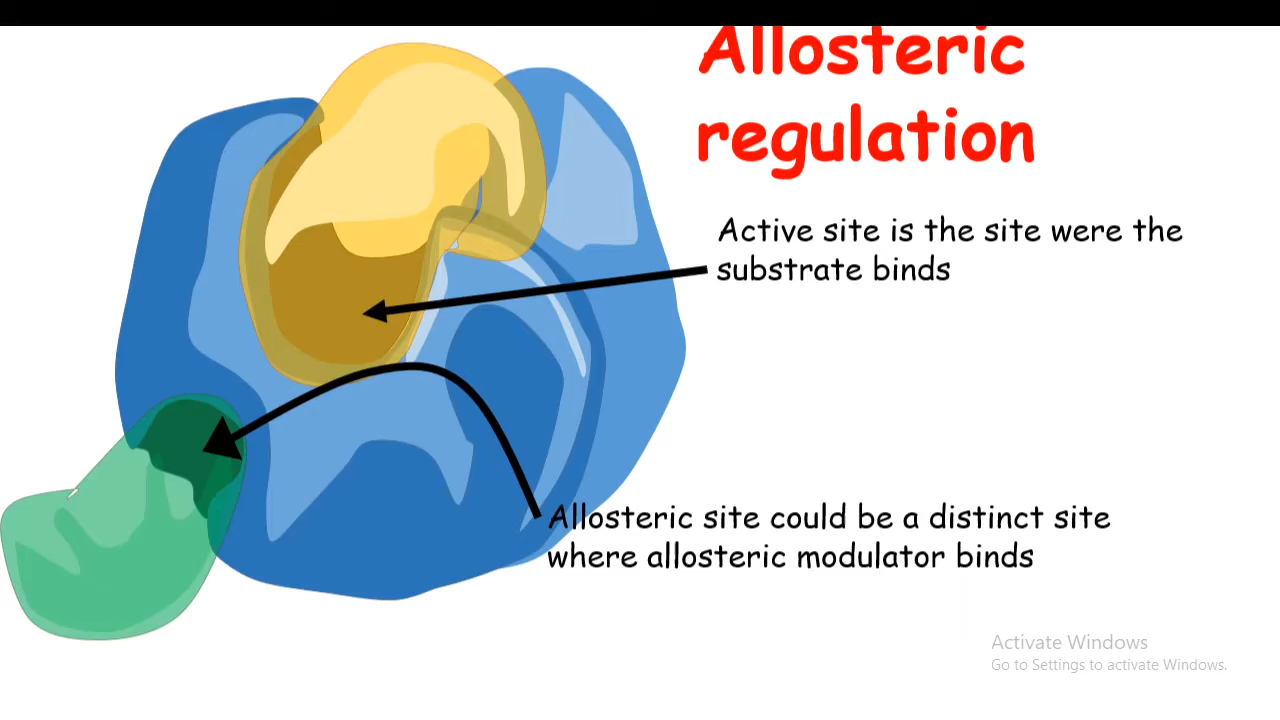 Allosteric
regulation
Active site is the site were the
substrate binds
Allosteric site could be a distinct site
where allosteric modulator binds
Activate Windows
Go to Settings to activate Windows.